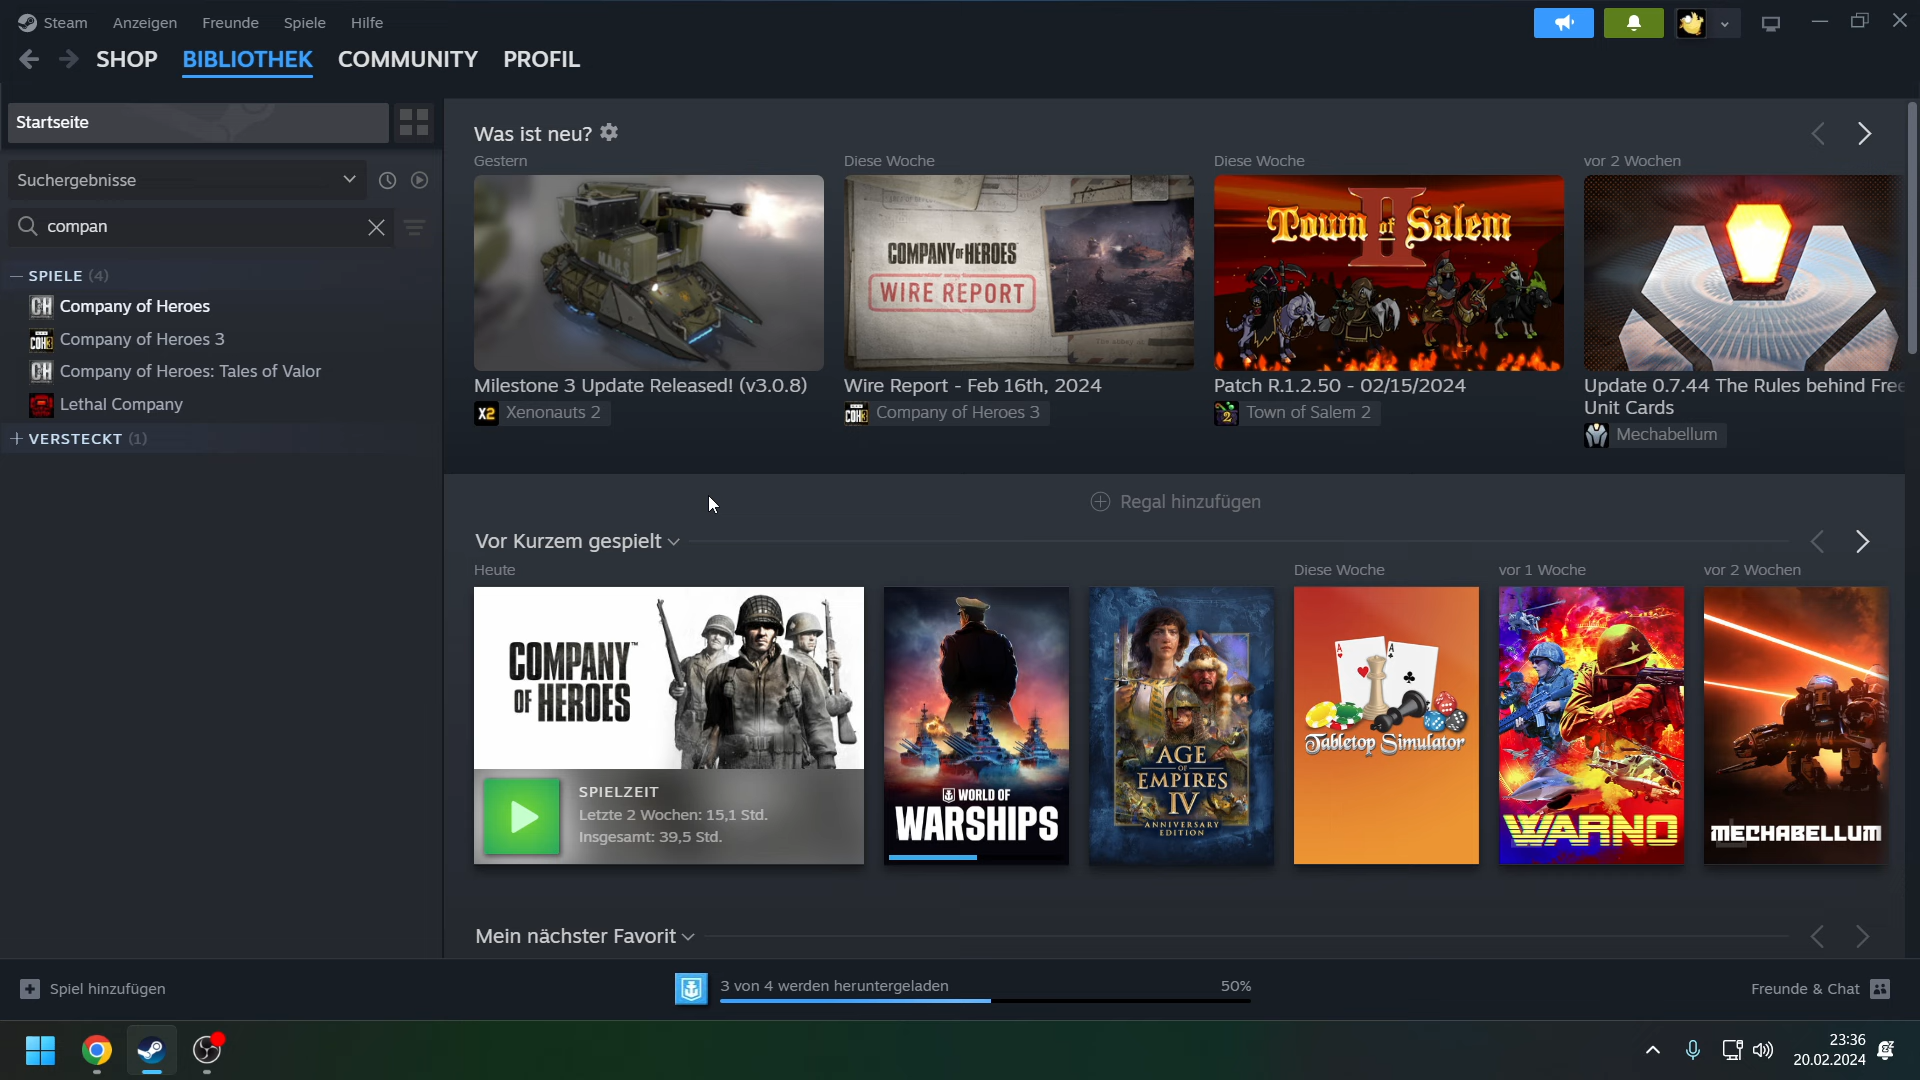 Steam Anzeigen Freunde Spiele Hilfe
SHOP BIBLIOTHEK COMMUNITY PROFIL
Startseite
Suchergebnisse
compan
SPIELE (4)
Company of Heroes
Company of Heroes 3
Company of Heroes: Tales of Valor
Lethal Company
VERSTECKT (1)
Was ist neu?
Gestern
M.A.R.S
Milestone 3 Update Released! (v3.0.8)
X2 Xenonauts 2
Diese Woche
COMPANY OF HEROES
WIRE REPORT
Wire Report - Feb 16th, 2024
Company of Heroes 3
Diese Woche
Town of Salem
II
Patch R.1.2.50 - 02/15/2024
Town of Salem 2
vor 2 Wochen
Update 0.7.44 The Rules behind Free
Unit Cards
Mechabellum
Regal hinzufügen
Vor Kurzem gespielt
Heute
COMPANY™
OF HEROES
SPIELZEIT
Letzte 2 Wochen: 15,1 Std.
Insgesamt: 39,5 Std.
WORLD OF
WARSHIPS
AGE
OF
EMPIRES
IV
ANNIVERSARY
EDITION
Diese Woche
Tabletop Simulator
vor 1 Woche
WARNO
vor 2 Wochen
MECHABELLUM
Mein nächster Favorit
Spiel hinzufügen
3 von 4 werden heruntergeladen 50%
Freunde & Chat
23:36
20.02.2024